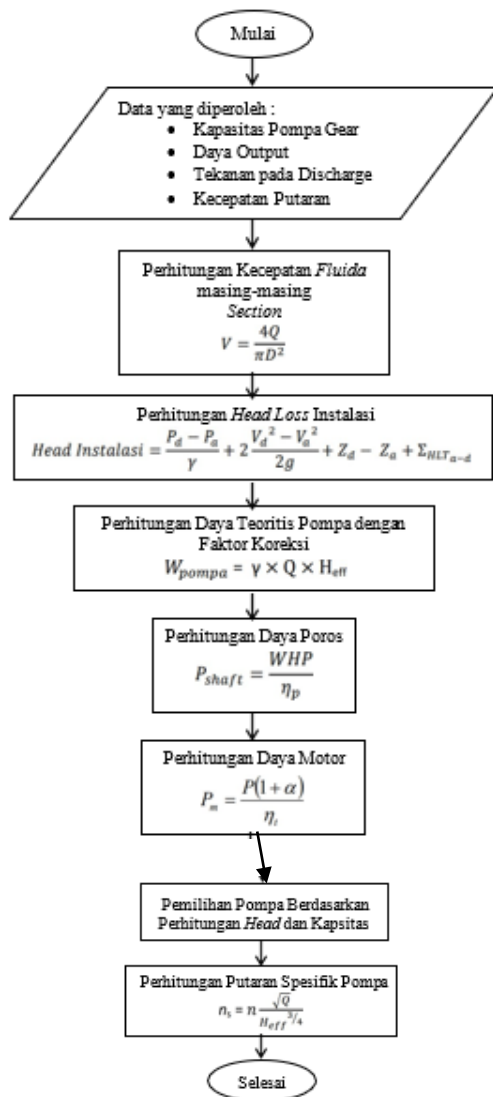 Mulai
Data yang diperoleh :
• Kapasitas Pompa Gear
• Daya Output
• Tekanan pada Discharge
• Kecepatan Putaran
Perhitungan Kecepatan Fluida
masing-masing
Section
V = 4Q / πD²
Perhitungan Head Loss Instalasi
Head Instalasi = (P_d − P_a) / γ + 2 (V_d² − V_a²) / 2g + Z_d − Z_a + Σ_HLT_a−d
Perhitungan Daya Teoritis Pompa dengan
Faktor Koreksi
W_pompa = γ × Q × H_eff
Perhitungan Daya Poros
P_shaft = WHP / η_p
Perhitungan Daya Motor
P_m = P(1 + α) / η_t
Pemilihan Pompa Berdasarkan
Perhitungan Head dan Kapsitas
Perhitungan Putaran Spesifik Pompa
n_s = n √Q / H_eff^3/4
Selesai